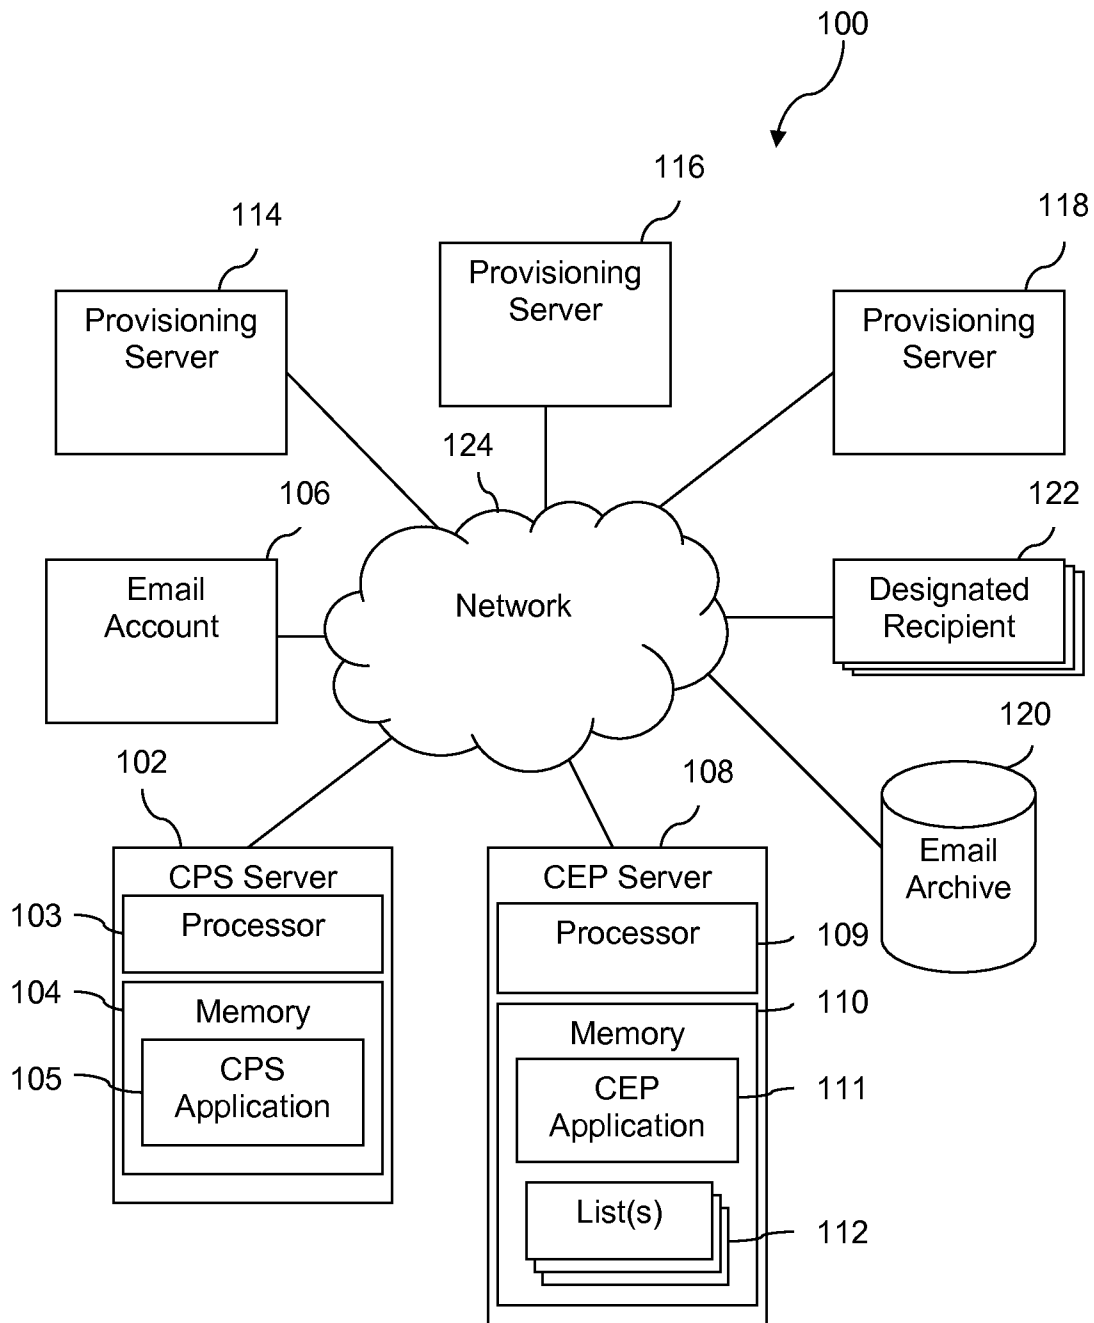 100
116
114
118
Provisioning
Server
Provisioning
Server
Provisioning
Server
124
106
122
Email
Account
Network
Designated
Recipient
120
102
108
CPS Server
CEP Server
Email
Archive
103
Processor
Processor
109
104
Memory
110
Memory
105
CPS
Application
CEP
Application
111
List(s)
112